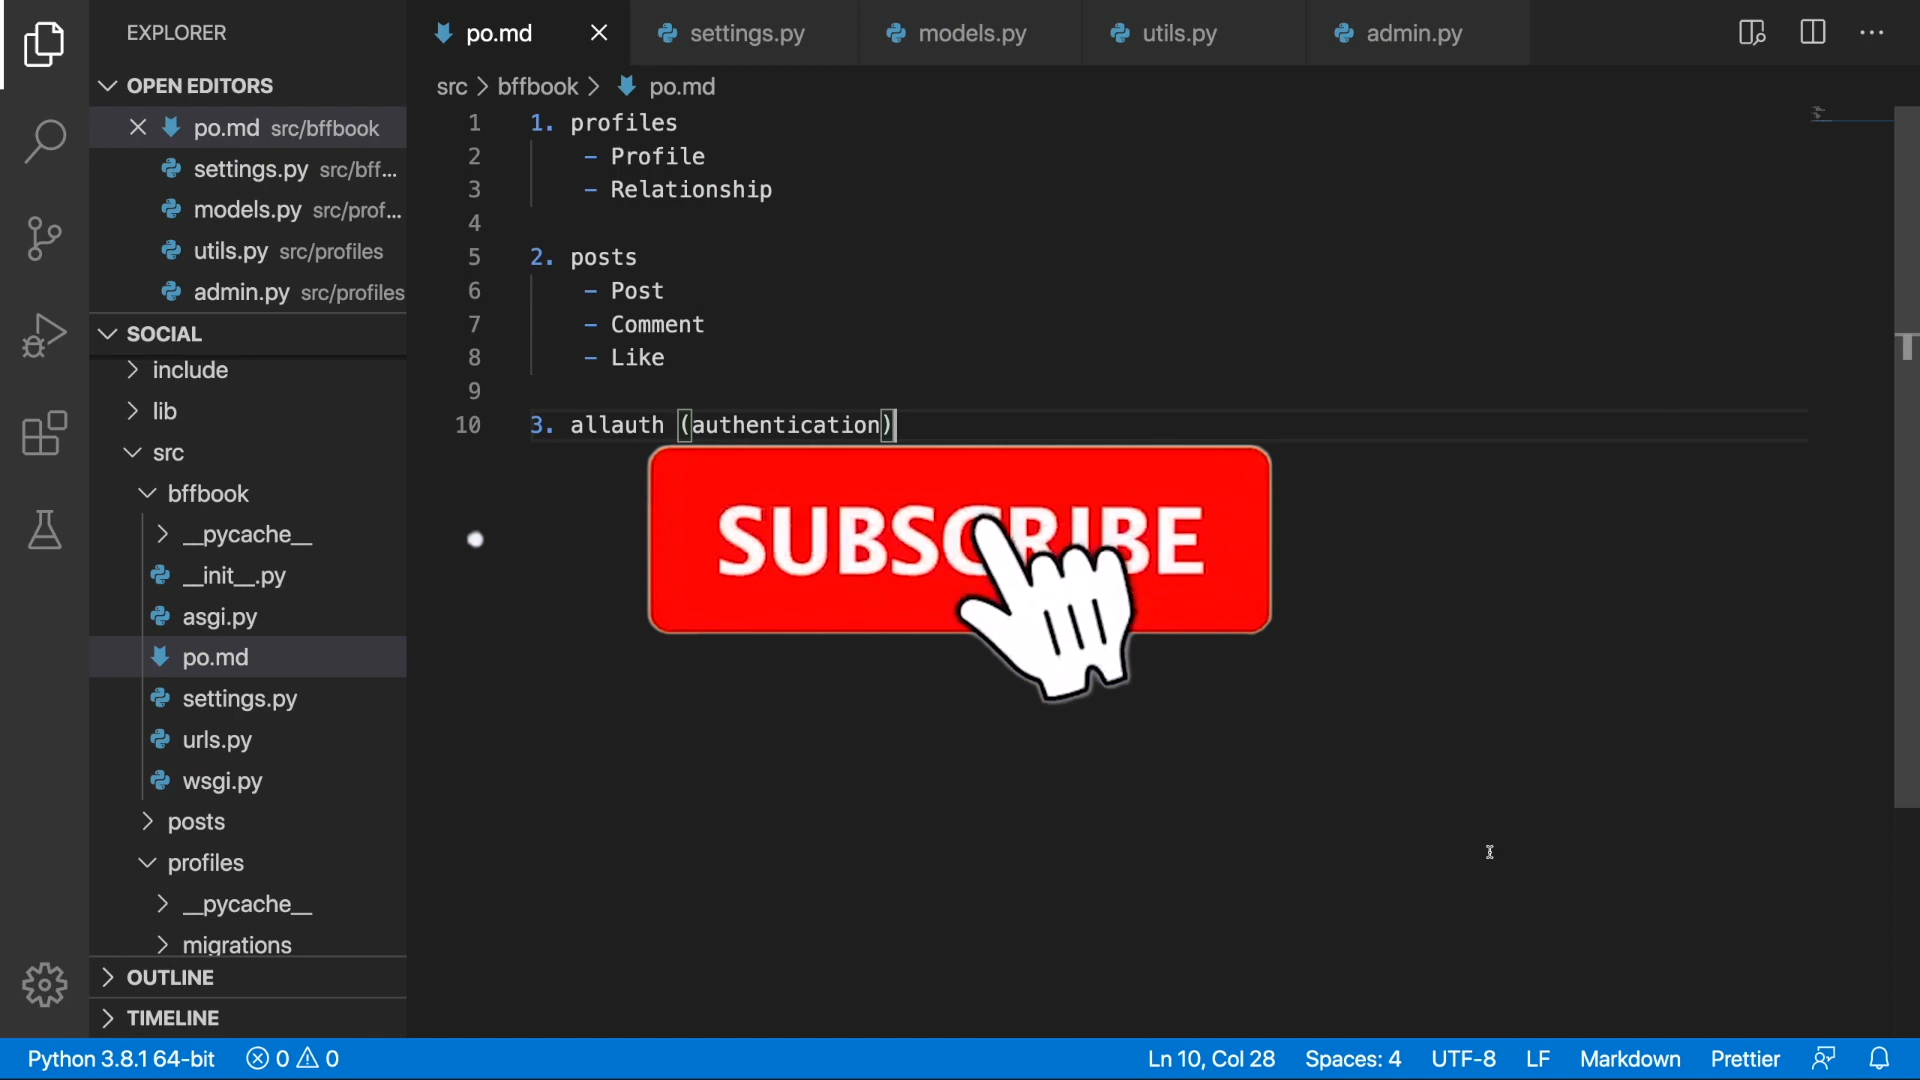 EXPLORER
OPEN EDITORS
po.md src/bffbook
settings.py src/bff...
models.py src/prof...
utils.py src/profiles
admin.py src/profiles
SOCIAL
include
lib
src
bffbook
__pycache__
__init__.py
asgi.py
po.md
settings.py
urls.py
wsgi.py
posts
profiles
__pycache__
migrations
OUTLINE
TIMELINE
po.md settings.py models.py utils.py admin.py
src > bffbook > po.md
1 1. profiles
2 - Profile
3 - Relationship
4
5 2. posts
6 - Post
7 - Comment
8 - Like
9
10 3. allauth (authentication)
SUBSCRIBE
Python 3.8.1 64-bit 0 0 Ln 10, Col 28 Spaces: 4 UTF-8 LF Markdown Prettier